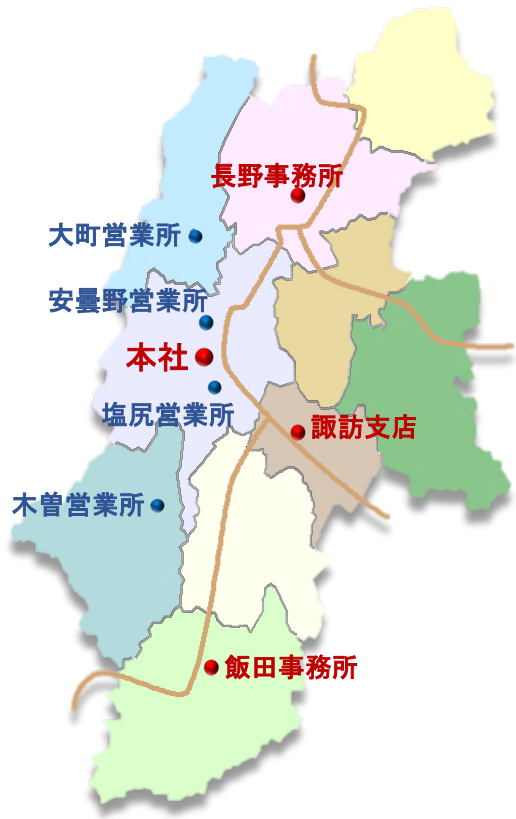 長野事務所
大町営業所
安曇野営業所
本社
塩尻営業所
諏訪支店
木曽営業所
飯田事務所